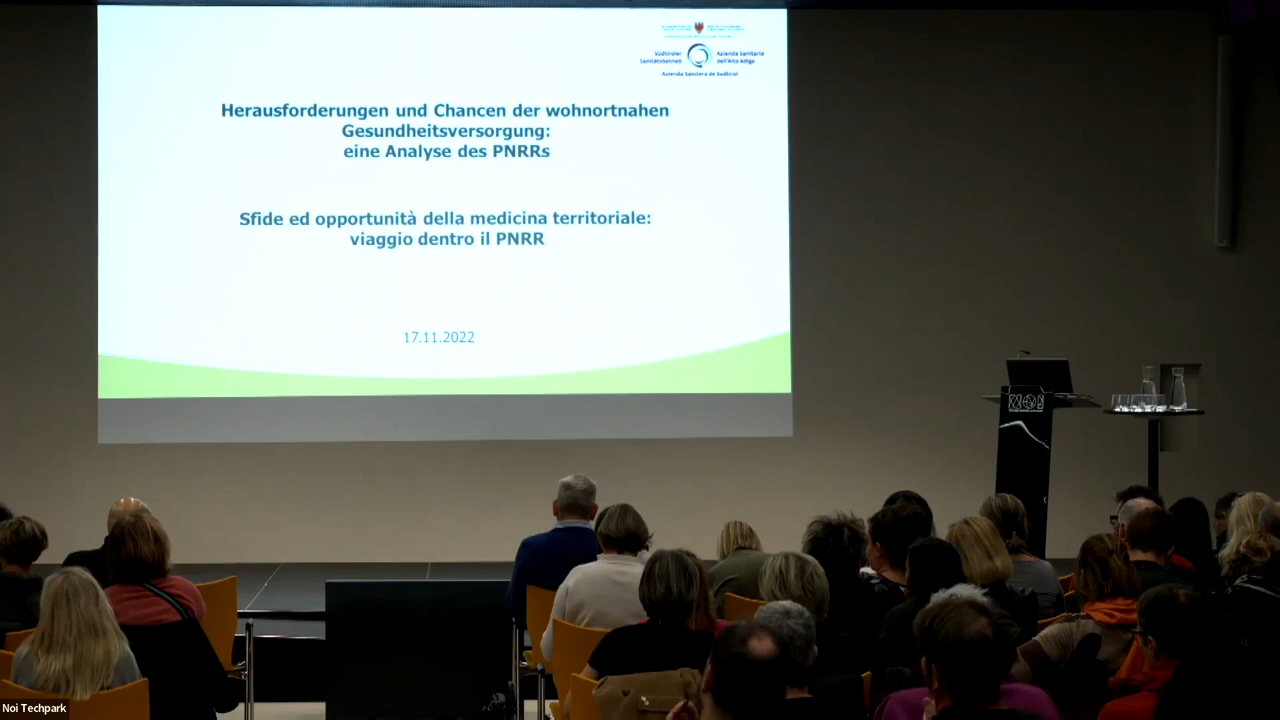 Südtiroler
Sanitätsbetrieb
Azienda Sanitaria
dell'Alto Adige
Azienda Sanitera de Südtirol
Herausforderungen und Chancen der wohnortnahen
Gesundheitsversorgung:
eine Analyse des PNRRs
Sfide ed opportunità della medicina territoriale:
viaggio dentro il PNRR
17.11.2022
NOI
Noi Techpark